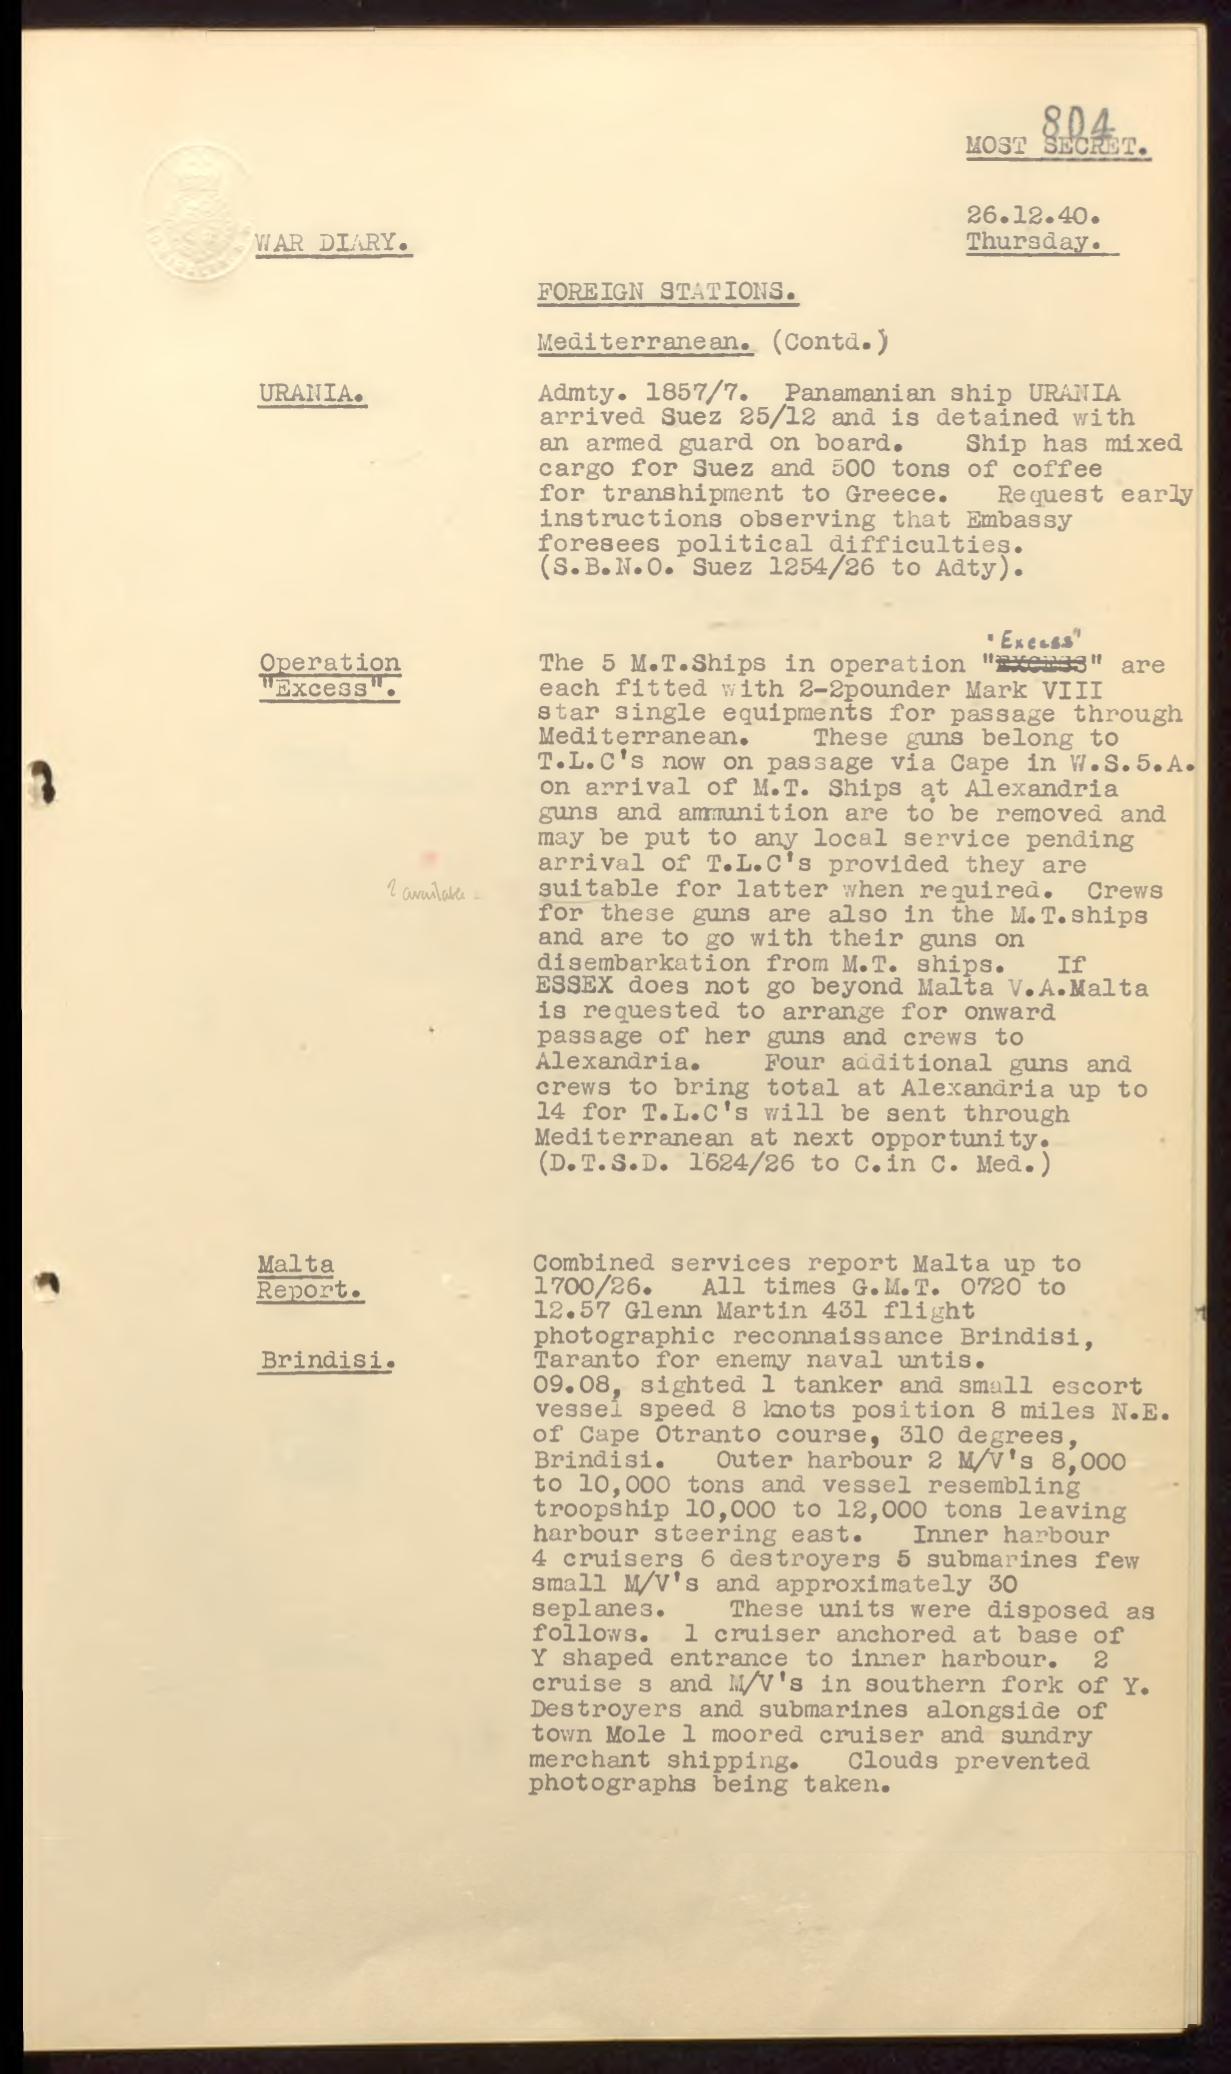 804
MOST SECRET.
26.12.40.
Thursday.
WAR DIARY.
FOREIGN STATIONS.
Mediterranean. (Contd.)
URANIA.
Admty. 1857/7. Panamanian ship URANIA
arrived Suez 25/12 and is detained with
an armed guard on board. Ship has mixed
cargo for Suez and 500 tons of coffee
for transhipment to Greece. Request early
instructions observing that Embassy
foresees political difficulties.
(S.B.N.O. Suez 1254/26 to Adty).
Operation
"Excess".
"Excess"
The 5 M.T.Ships in operation "EXCESS" are
each fitted with 2-2pounder Mark VIII
star single equipments for passage through
Mediterranean. These guns belong to
T.L.C's now on passage via Cape in W.S.5.A.
on arrival of M.T. Ships at Alexandria
guns and ammunition are to be removed and
may be put to any local service pending
arrival of T.L.C's provided they are
? available
suitable for latter when required. Crews
for these guns are also in the M.T.ships
and are to go with their guns on
disembarkation from M.T. ships. If
ESSEX does not go beyond Malta V.A.Malta
is requested to arrange for onward
passage of her guns and crews to
Alexandria. Four additional guns and
crews to bring total at Alexandria up to
14 for T.L.C's will be sent through
Mediterranean at next opportunity.
(D.T.S.D. 1624/26 to C.in C. Med.)
Malta
Report.
Combined services report Malta up to
1700/26. All times G.M.T. 0720 to
12.57 Glenn Martin 431 flight
photographic reconnaissance Brindisi,
Brindisi.
Taranto for enemy naval untis.
09.08, sighted 1 tanker and small escort
vessel speed 8 knots position 8 miles N.E.
of Cape Otranto course, 310 degrees,
Brindisi. Outer harbour 2 M/V's 8,000
to 10,000 tons and vessel resembling
troopship 10,000 to 12,000 tons leaving
harbour steering east. Inner harbour
4 cruisers 6 destroyers 5 submarines few
small M/V's and approximately 30
seplanes. These units were disposed as
follows. 1 cruiser anchored at base of
Y shaped entrance to inner harbour. 2
cruise s and M/V's in southern fork of Y.
Destroyers and submarines alongside of
town Mole 1 moored cruiser and sundry
merchant shipping. Clouds prevented
photographs being taken.